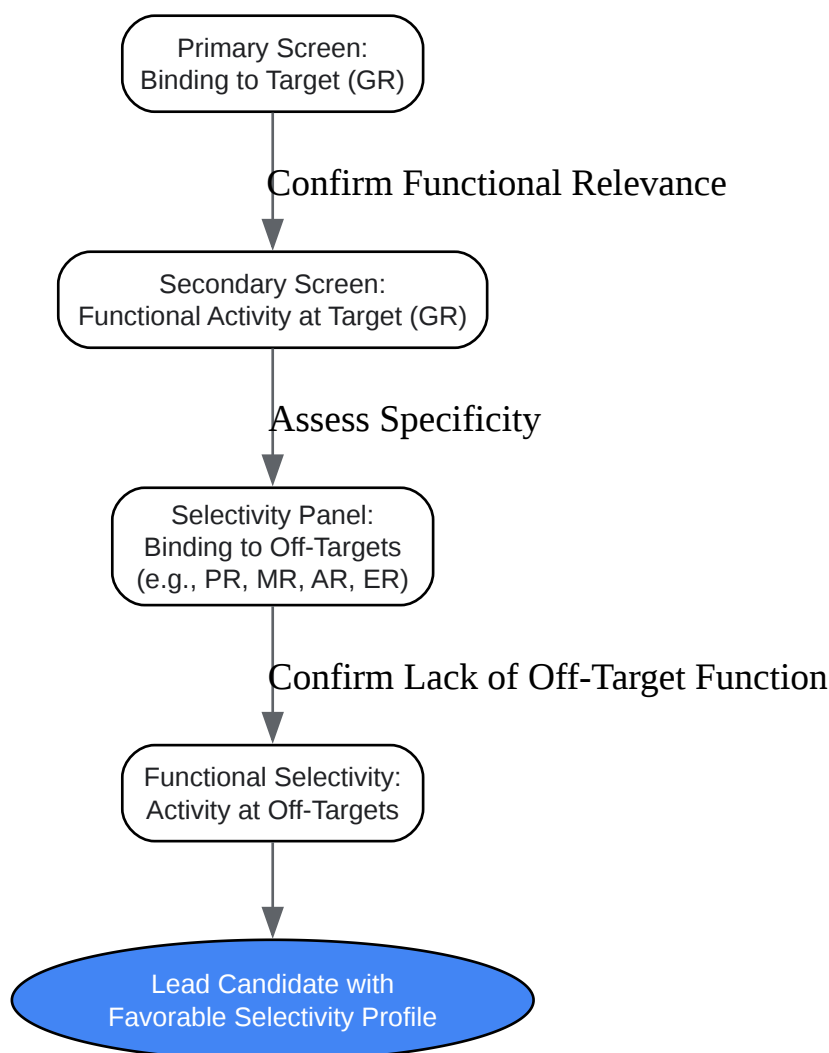 Primary Screen:
Binding to Target (GR)
Confirm Functional Relevance
Secondary Screen:
Functional Activity at Target (GR)
Assess Specificity
Selectivity Panel:
Binding to Off-Targets
(e.g., PR, MR, AR, ER)
Confirm Lack of Off-Target Function
Functional Selectivity:
Activity at Off-Targets
Lead Candidate with
Favorable Selectivity Profile